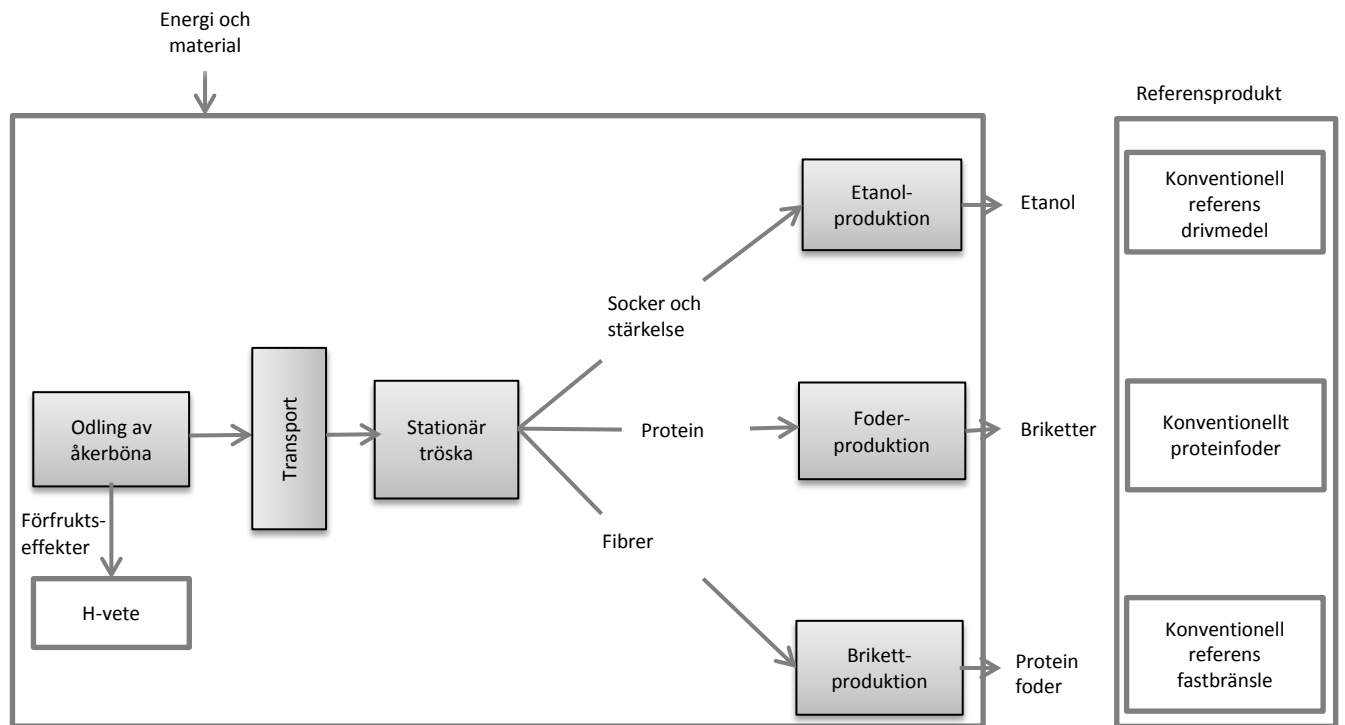 Energi och
material
Referensprodukt
Etanol-
produktion
Etanol
Konventionell
referens
drivmedel
Socker och
stärkelse
Odling av
åkerböna
Transport
Stationär
tröska
Protein
Foder-
produktion
Briketter
Konventionellt
proteinfoder
Förfrukts-
effekter
Fibrer
H-vete
Brikett-
produktion
Protein
foder
Konventionell
referens
fastbränsle